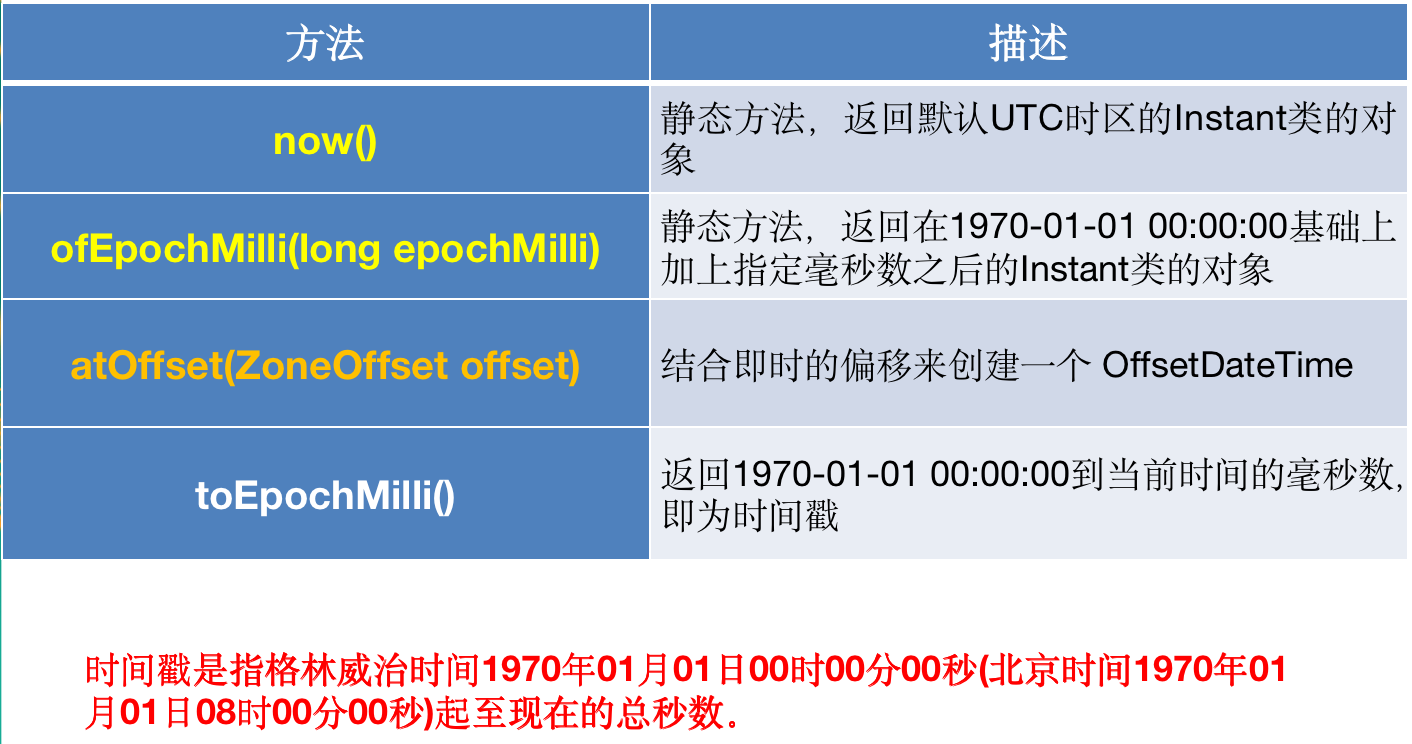 方法
描述
now()
静态方法，返回默认UTC时区的Instant类的对
象
ofEpochMilli(long epochMilli)
静态方法，返回在1970-01-01 00:00:00基础上
加上指定毫秒数之后的Instant类的对象
atOffset(ZoneOffset offset)
结合即时的偏移来创建一个 OffsetDateTime
toEpochMilli()
返回1970-01-01 00:00:00到当前时间的毫秒数,
即为时间戳
时间戳是指格林威治时间1970年01月01日00时00分00秒(北京时间1970年01
月01日08时00分00秒)起至现在的总秒数。